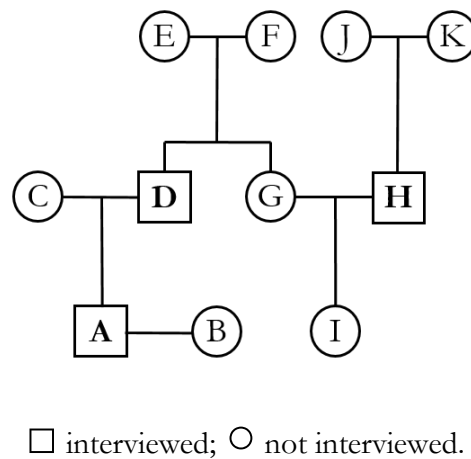 E F J K
C D G H
A B I
□ interviewed; ○ not interviewed.